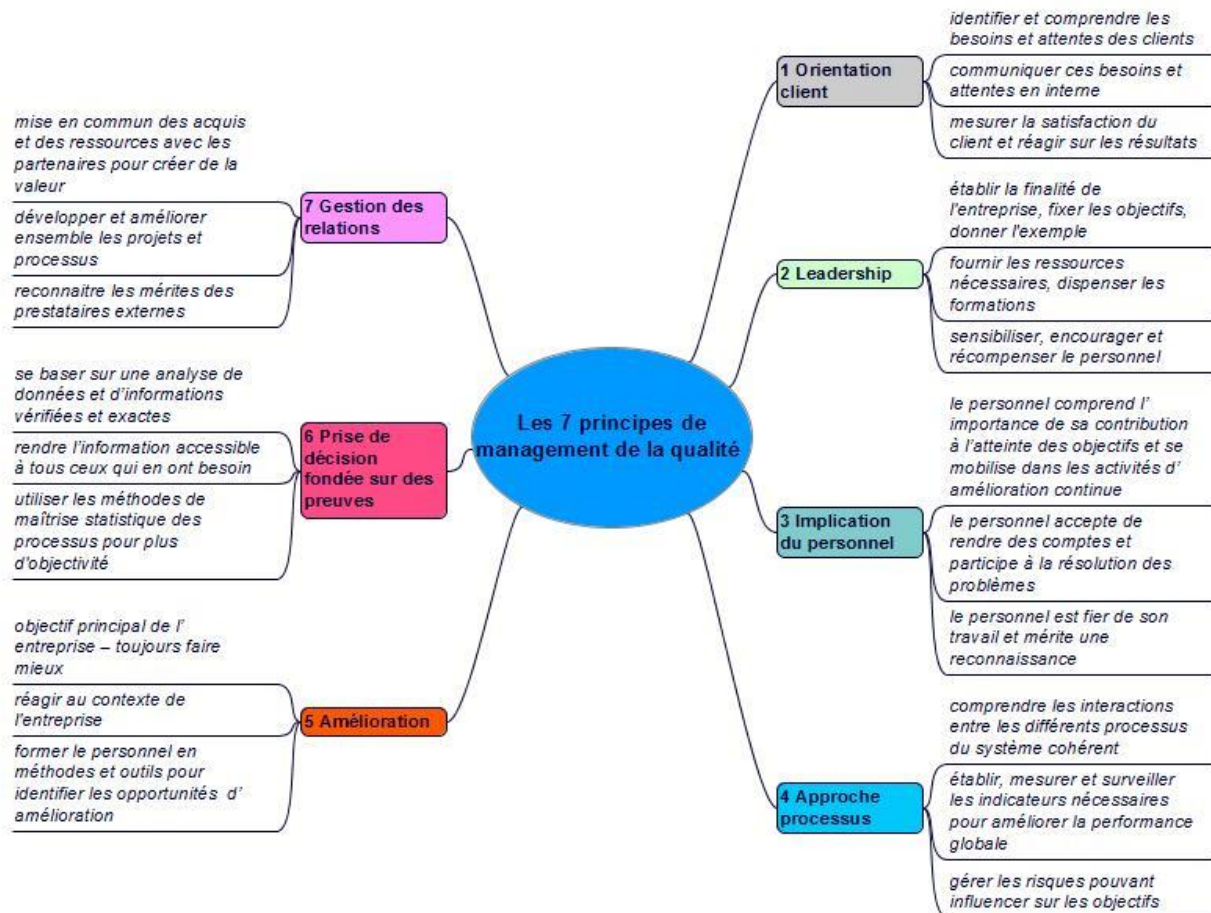 Les 7 principes de
management de la qualité
1 Orientation
client
identifier et comprendre les
besoins et attentes des clients
communiquer ces besoins et
attentes en interne
mesurer la satisfaction du
client et réagir sur les résultats
2 Leadership
établir la finalité de
l'entreprise, fixer les objectifs,
donner l'exemple
fournir les ressources
nécessaires, dispenser les
formations
sensibiliser, encourager et
récompenser le personnel
3 Implication
du personnel
le personnel comprend l'
importance de sa contribution
à l'atteinte des objectifs et se
mobilise dans les activités d'
amélioration continue
le personnel accepte de
rendre des comptes et
participe à la résolution des
problèmes
le personnel est fier de son
travail et mérite une
reconnaissance
4 Approche
processus
comprendre les interactions
entre les différents processus
du système cohérent
établir, mesurer et surveiller
les indicateurs nécessaires
pour améliorer la performance
globale
gérer les risques pouvant
influencer sur les objectifs
5 Amélioration
objectif principal de l'
entreprise – toujours faire
mieux
réagir au contexte de
l'entreprise
former le personnel en
méthodes et outils pour
identifier les opportunités d'
amélioration
6 Prise de
décision
fondée sur des
preuves
se baser sur une analyse de
données et d'informations
vérifiées et exactes
rendre l'information accessible
à tous ceux qui en ont besoin
utiliser les méthodes de
maîtrise statistique des
processus pour plus
d'objectivité
7 Gestion des
relations
mise en commun des acquis
et des ressources avec les
partenaires pour créer de la
valeur
développer et améliorer
ensemble les projets et
processus
reconnaitre les mérites des
prestataires externes